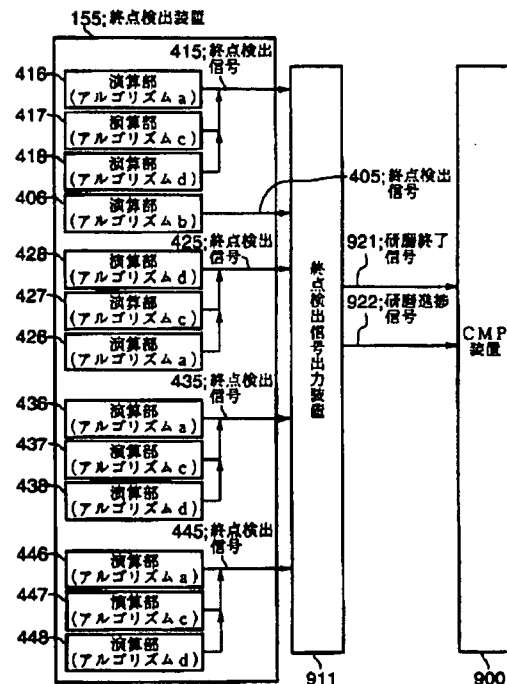 155;終点検出装置
415;終点検出
信号
416
演算部
(アルゴリズムa)
417
演算部
(アルゴリズムc)
418
演算部
(アルゴリズムd)
406
演算部
(アルゴリズムb)
405;終点検出
信号
425;終点検出
信号
428
演算部
(アルゴリズムd)
427
演算部
(アルゴリズムc)
426
演算部
(アルゴリズムa)
435;終点検出
信号
436
演算部
(アルゴリズムa)
437
演算部
(アルゴリズムc)
438
演算部
(アルゴリズムd)
445;終点検出
信号
446
演算部
(アルゴリズムa)
447
演算部
(アルゴリズムc)
448
演算部
(アルゴリズムd)
終点検出信号出力装置
911
921;研磨終了
信号
922;研磨進捗
信号
CMP
装置
900